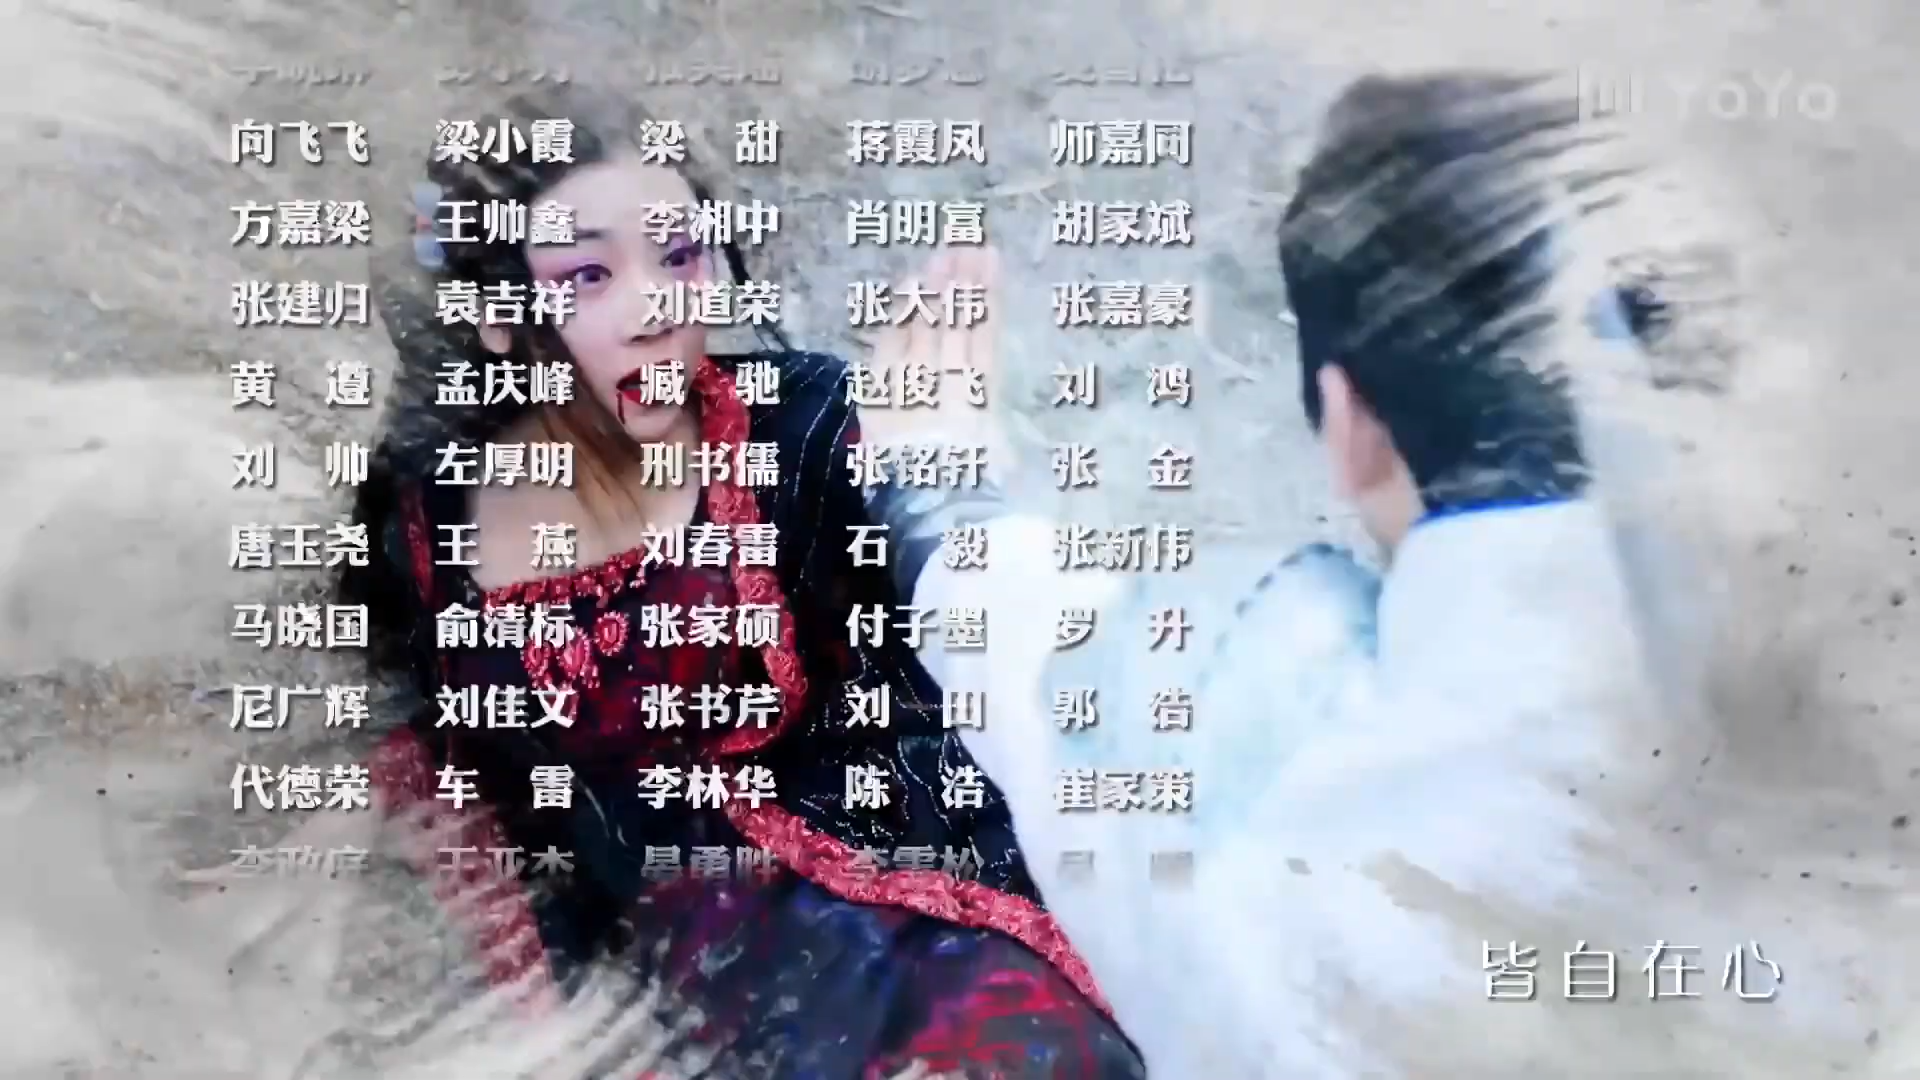 YoYo
向飞飞 梁小霞 梁 甜 蒋霞凤 师嘉同
方嘉梁 王帅鑫 李湘中 肖明富 胡家斌
张建归 袁吉祥 刘道荣 张大伟 张嘉豪
黄 遵 孟庆峰 臧 驰 赵俊飞 刘 鸿
刘 帅 左厚明 刑书儒 张铭轩 张 金
唐玉尧 王 燕 刘春雷 石 毅 张新伟
马晓国 俞清标 张家硕 付子墨 罗 升
尼广辉 刘佳文 张书芹 刘 田 郭 浩
代德荣 车 雷 李林华 陈 浩 崔家策
皆自在心